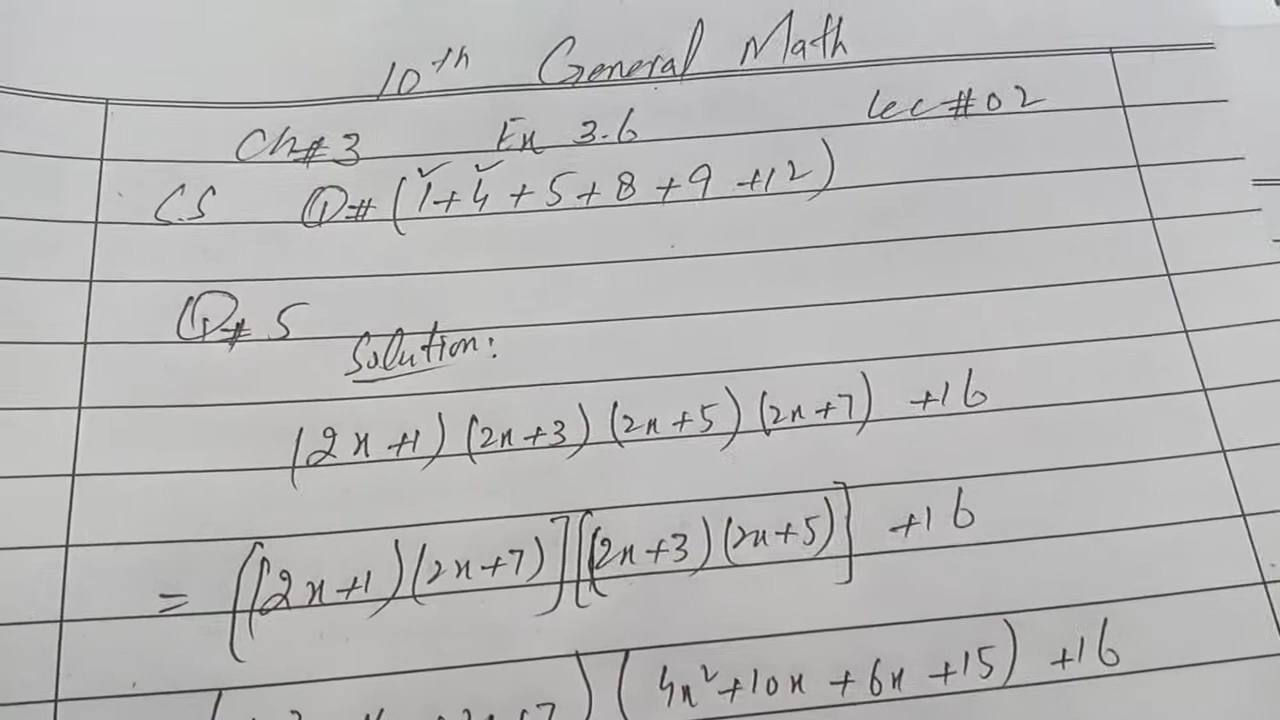 10th General Math
Ch#3 Ex 3.6 Lec#02
C.S Q#(1+4+5+8+9+12)
Q#5
Solution:
(2x+1)(2x+3)(2x+5)(2x+7)+16
=[(2x+1)(2x+7)][(2x+3)(2x+5)]+16
)(4x²+10x+6x+15)+16